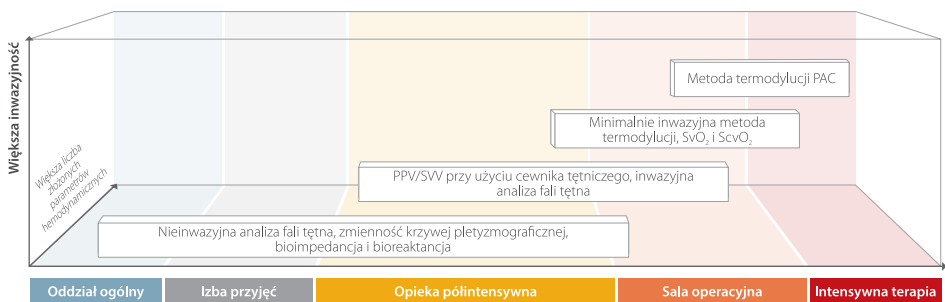 Większa inwazyjność
Większa liczba
złożonych
parametrów
hemodynamicznych
Metoda termodylucji PAC
Minimalnie inwazyjna metoda
termodylucji, SvO₂ i ScvO₂
PPV/SVV przy użyciu cewnika tętniczego, inwazyjna
analiza fali tętna
Nieinwazyjna analiza fali tętna, zmienność krzywej pletyzmograficznej,
bioimpedancja i bioreaktancja
Oddział ogólny
Izba przyjęć
Opieka półintensywna
Sala operacyjna
Intensywna terapia